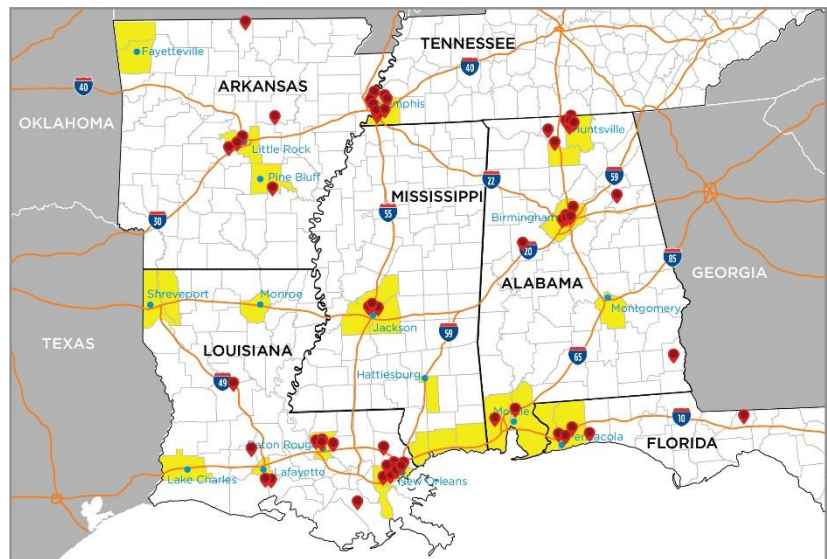 TENNESSEE
Fayetteville
ARKANSAS
40
40
OKLAHOMA
Memphis
Huntsville
Little Rock
Pine Bluff
59
22
MISSISSIPPI
55
30
Birmingham
20
85
GEORGIA
ALABAMA
Shreveport
Monroe
Montgomery
Jackson
59
TEXAS
LOUISIANA
65
49
Hattiesburg
Mobile
10
FLORIDA
Baton Rouge
Pensacola
Lake Charles
Lafayette
New Orleans